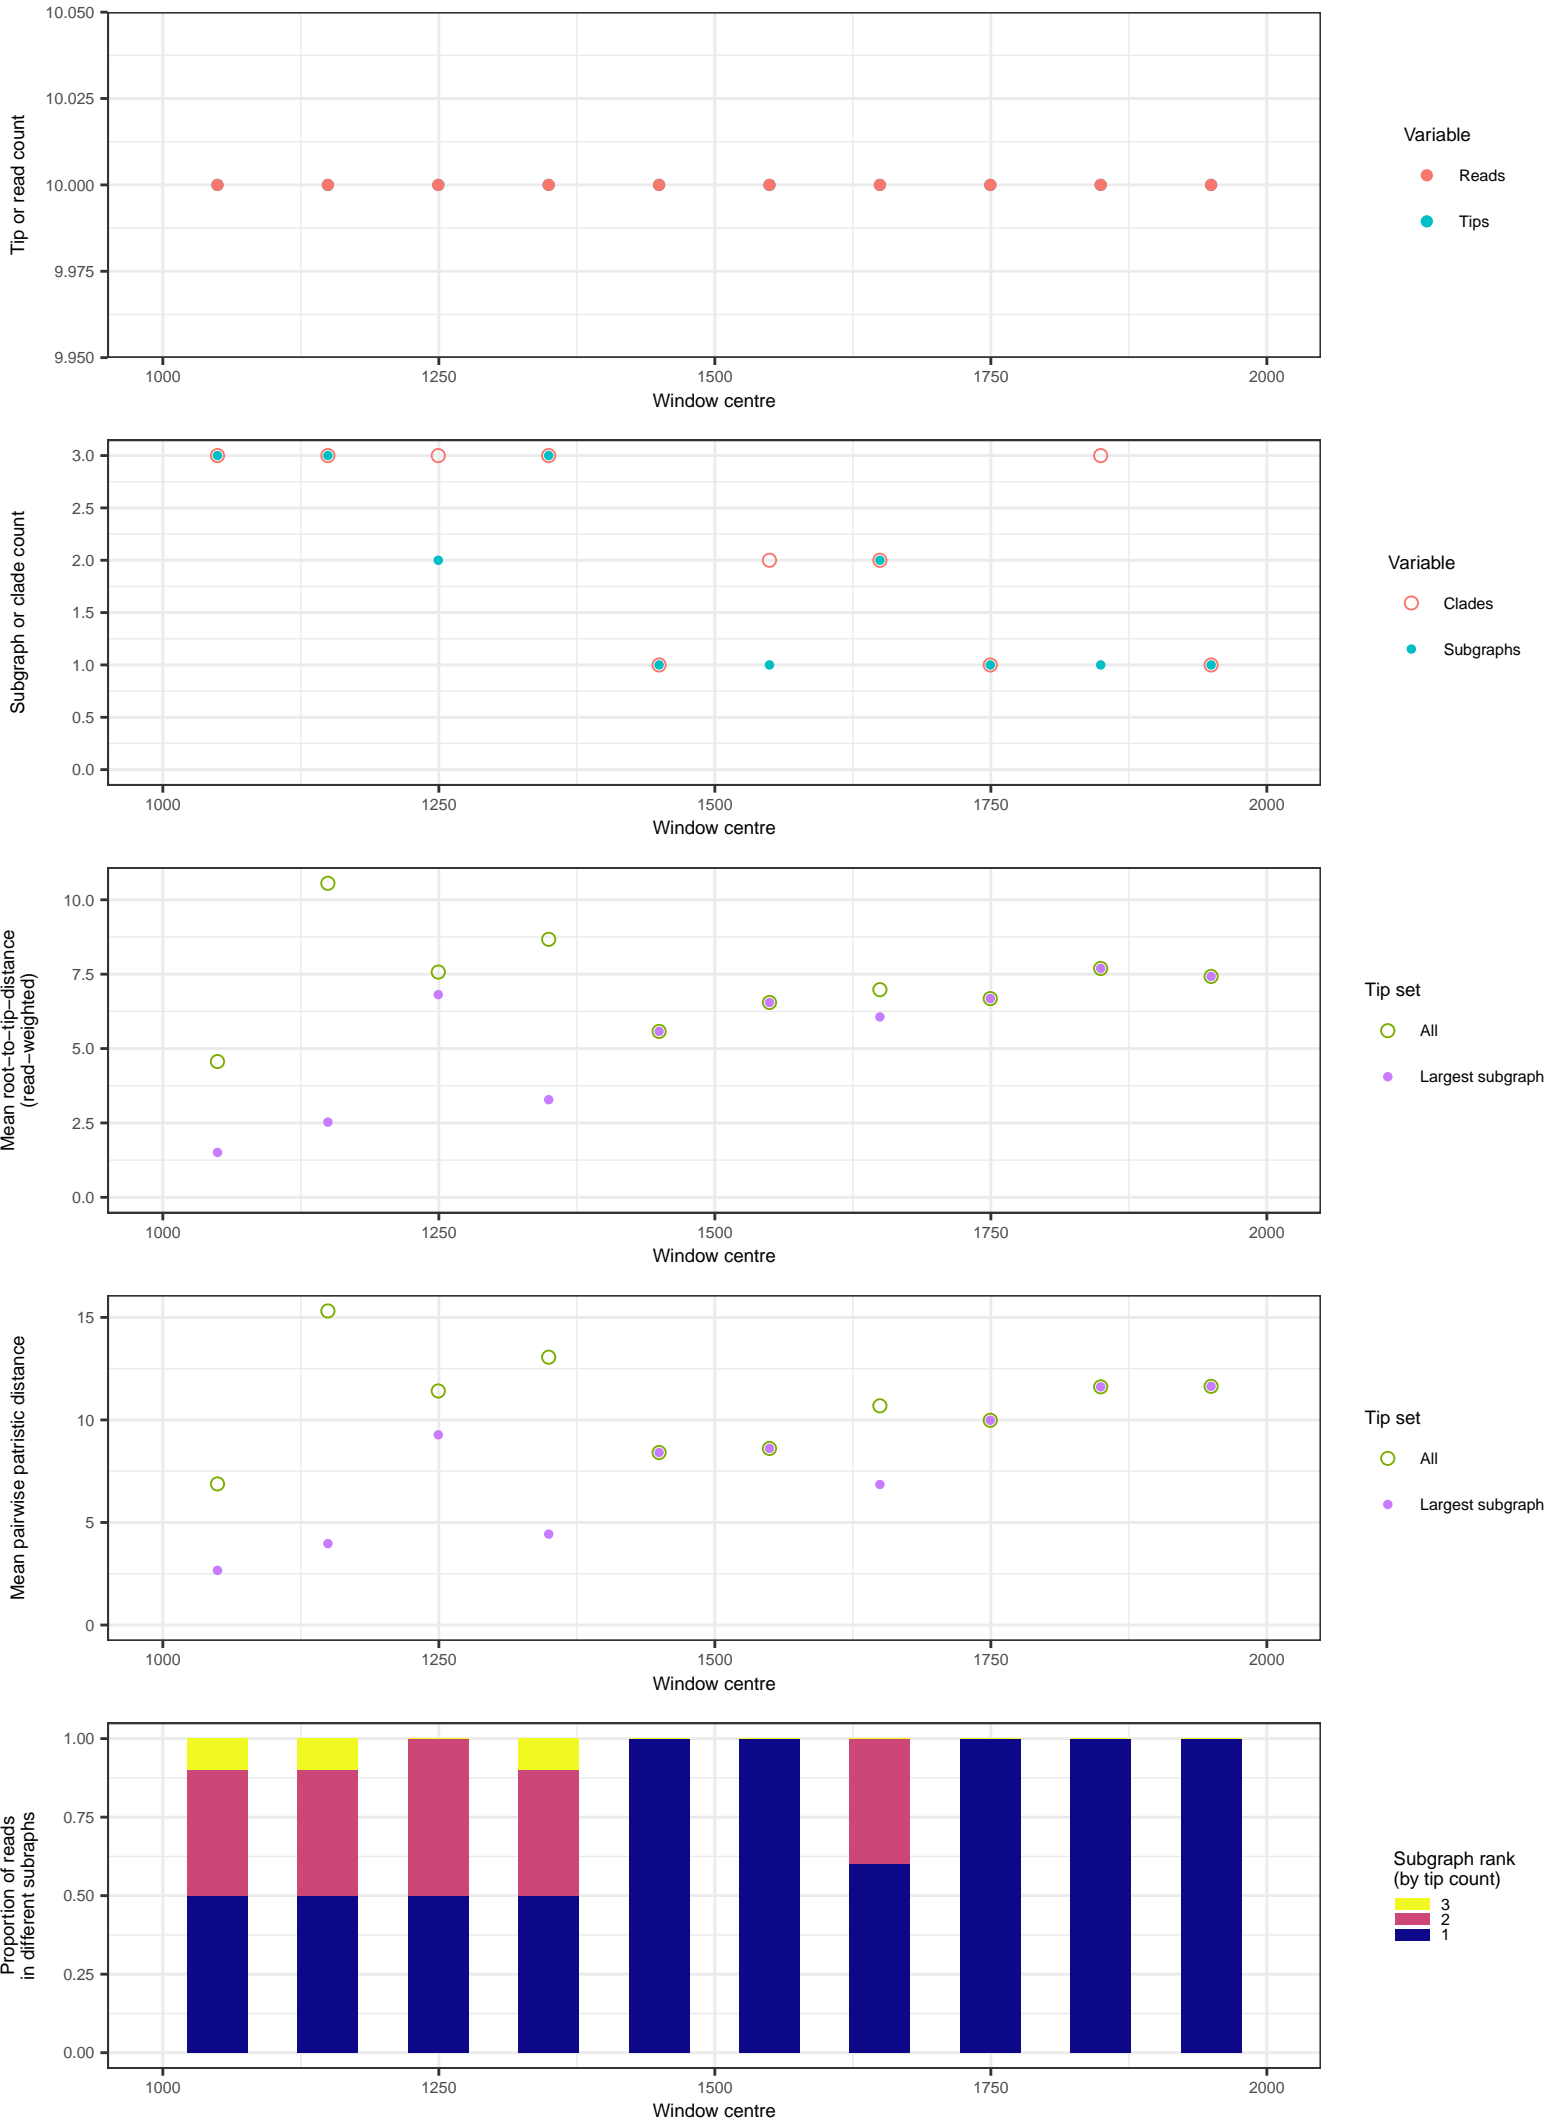 10.050
10.025
10.000
9.975
9.950
Tip or read count
1000
1250
1500
1750
2000
Window centre
Variable
Reads
Tips
3.0
2.5
2.0
1.5
1.0
0.5
0.0
Subgraph or clade count
1000
1250
1500
1750
2000
Window centre
Variable
Clades
Subgraphs
10.0
7.5
5.0
2.5
0.0
Mean root−to−tip−distance
(read−weighted)
1000
1250
1500
1750
2000
Window centre
Tip set
All
Largest subgraph
15
10
5
0
Mean pairwise patristic distance
1000
1250
1500
1750
2000
Window centre
Tip set
All
Largest subgraph
1.00
0.75
0.50
0.25
0.00
Proportion of reads
in different subraphs
1000
1250
1500
1750
2000
Window centre
Subgraph rank
(by tip count)
3
2
1